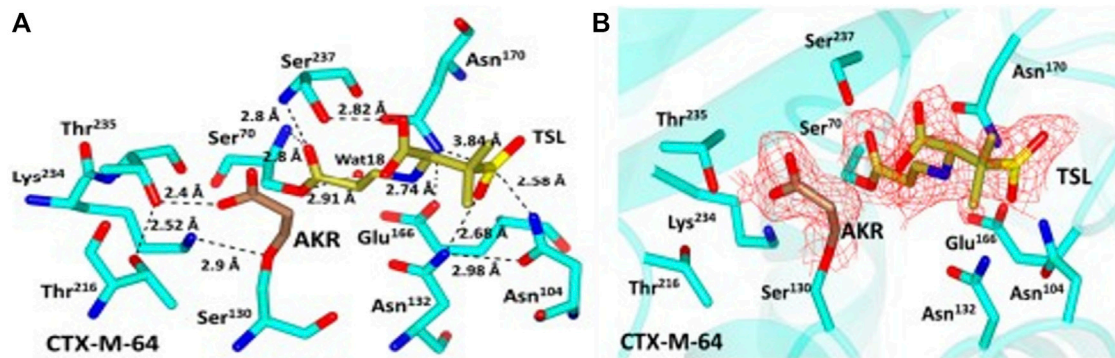 A
Ser²³⁷
Asn¹⁷⁰
2.8 Å
2.82 Å
Thr²³⁵
Ser⁷⁰
3.84 Å
TSL
2.8 Å
Wat18
Lys²³⁴
2.4 Å
2.91 Å
2.74 Å
2.58 Å
2.52 Å
AKR
Glu¹⁶⁶
2.68 Å
2.9 Å
2.98 Å
Thr²¹⁶
Ser¹³⁰
Asn¹³²
Asn¹⁰⁴
CTX-M-64
B
Ser²³⁷
Asn¹⁷⁰
Thr²³⁵
Ser⁷⁰
TSL
Lys²³⁴
AKR
Glu¹⁶⁶
Thr²¹⁶
Ser¹³⁰
Asn¹³²
Asn¹⁰⁴
CTX-M-64